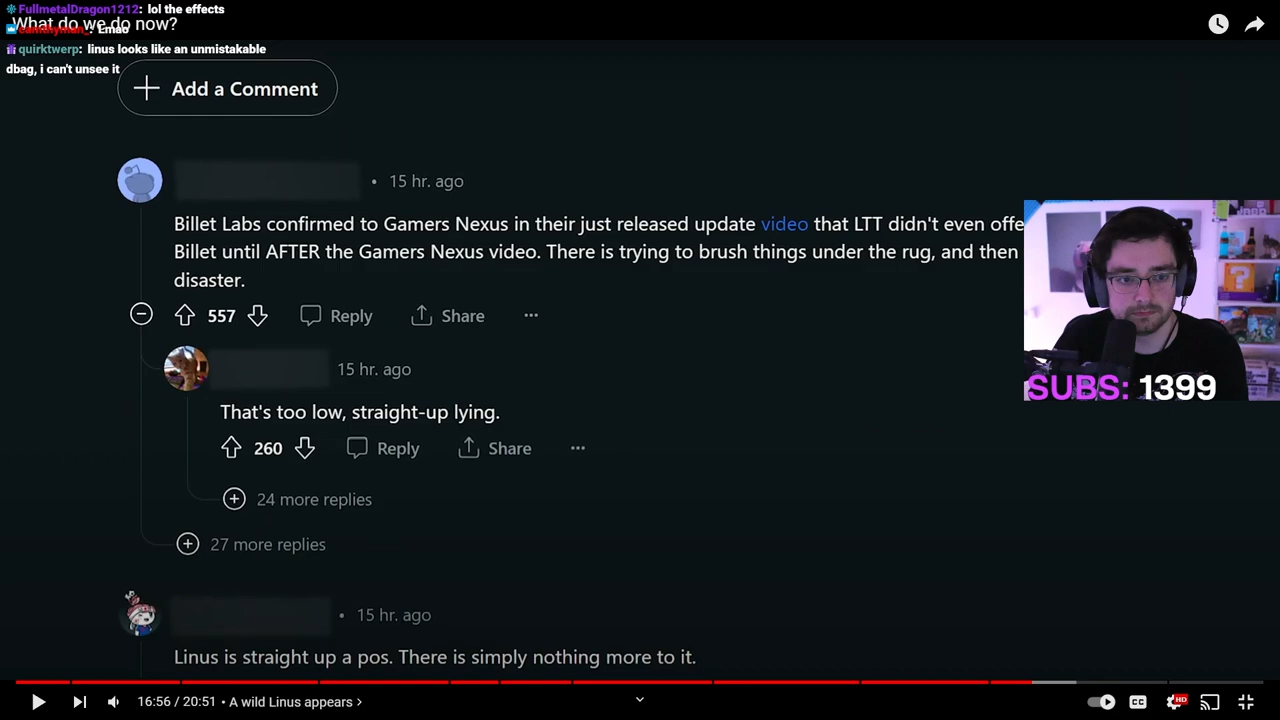 FullmetalDragon1212: lol the effects
What do we do now?
Lmao
quirktwerp: linus looks like an unmistakable
dbag, i can't unsee it
Add a Comment
• 15 hr. ago
Billet Labs confirmed to Gamers Nexus in their just released update video that LTT didn't even offe
Billet until AFTER the Gamers Nexus video. There is trying to brush things under the rug, and then
disaster.
557 Reply Share ...
15 hr. ago
That's too low, straight-up lying.
260 Reply Share ...
24 more replies
27 more replies
• 15 hr. ago
Linus is straight up a pos. There is simply nothing more to it.
SUBS: 1399
16:56 / 20:51 • A wild Linus appears >
CC
HD